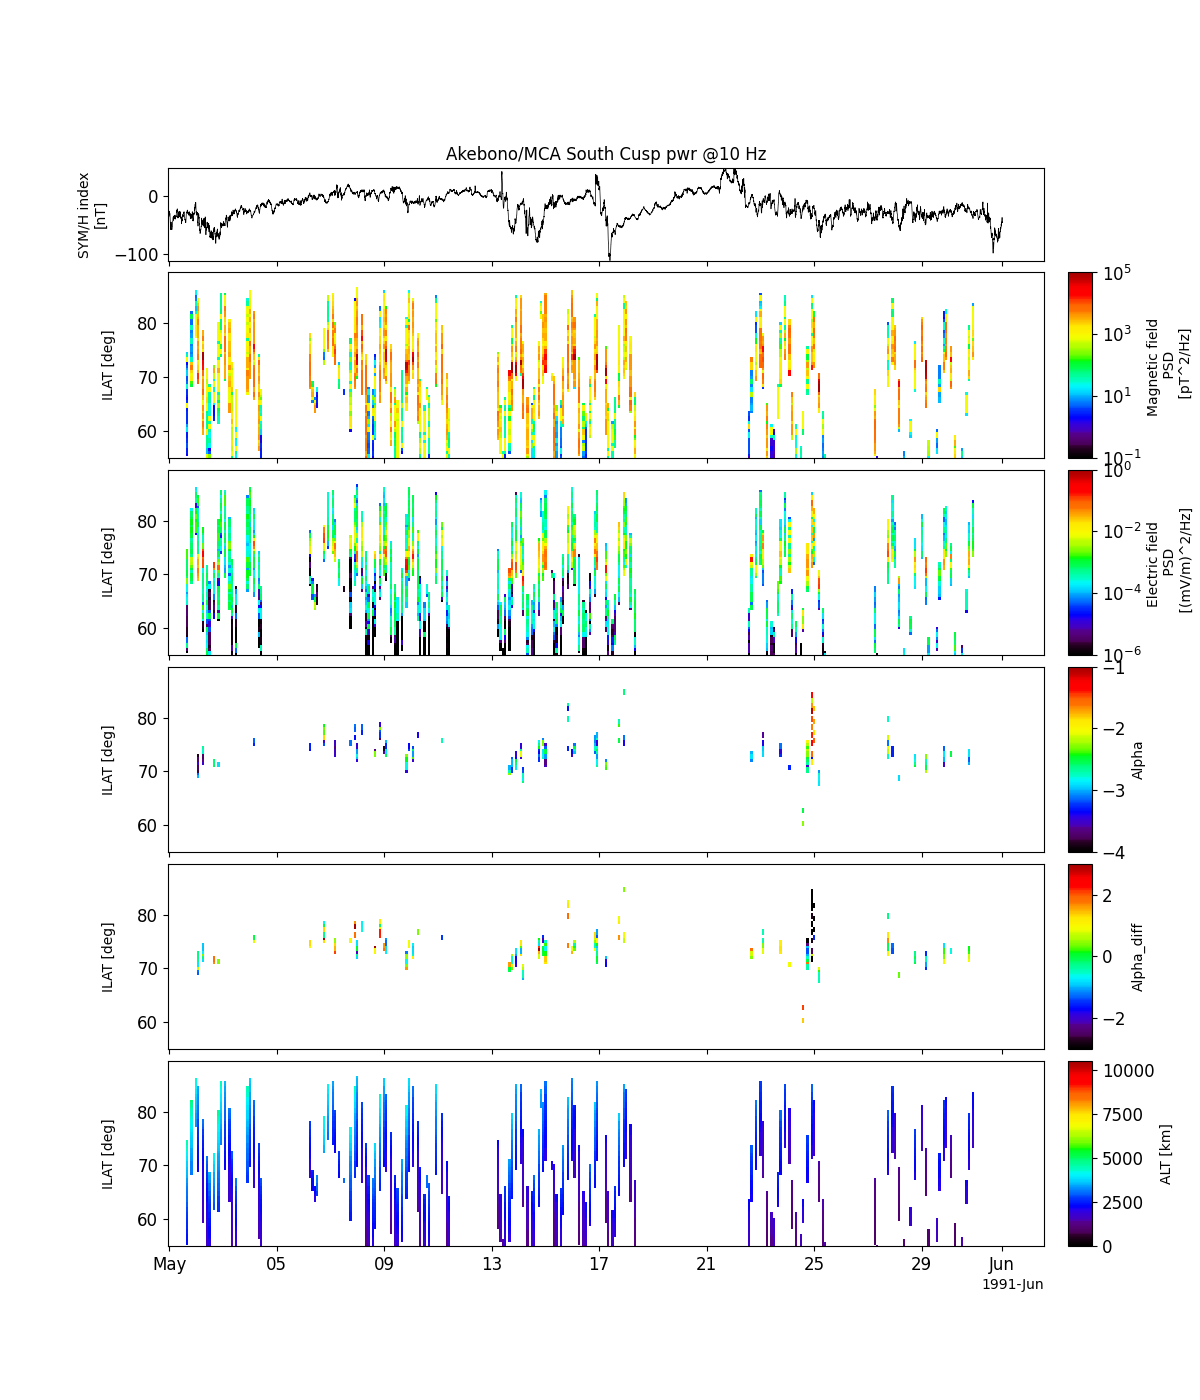 Akebono/MCA South Cusp pwr @10 Hz
SYM/H index
[nT]
0
−100
ILAT [deg]
80
70
60
10^5
10^3
10^1
10^−1
Magnetic field
PSD
[pT^2/Hz]
ILAT [deg]
80
70
60
10^0
10^−2
10^−4
10^−6
Electric field
PSD
[(mV/m)^2/Hz]
ILAT [deg]
80
70
60
−1
−2
−3
−4
Alpha
ILAT [deg]
80
70
60
2
0
−2
Alpha_diff
ILAT [deg]
80
70
60
10000
7500
5000
2500
0
ALT [km]
May 05 09 13 17 21 25 29 Jun
1991-Jun